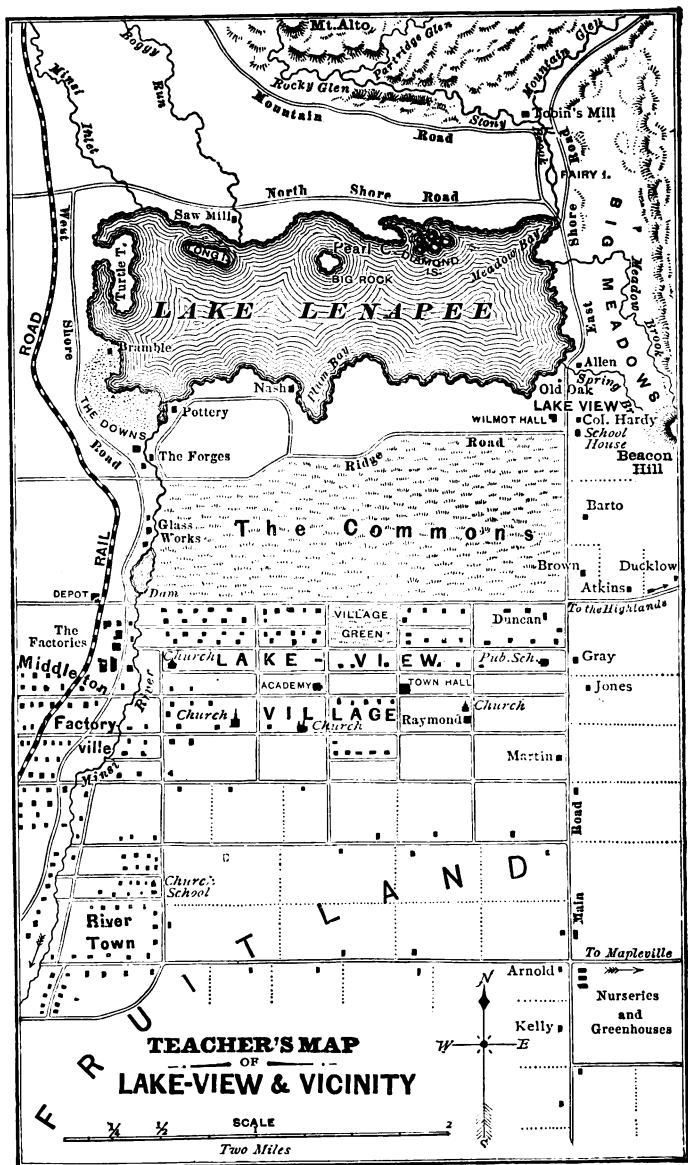 Mt. Alto
Partridge Glen
Mountain Glen
Boggy Run
Minsi Inlet
Rocky Glen
Mountain Road
Stony Brook
Tobin's Mill
FAIRY I.
North Shore Road
West Shore Road
East Shore Road
BIG MEADOWS
Meadow Brook
Saw Mill
LONG I.
Pearl C.
DIAMOND IS.
Meadow Bay
Turtle I.
BIG ROCK
LAKE LENAPEE
Bramble
Nash
Plum Bay
Allen
Spring Br.
Old Oak
LAKE VIEW
WILMOT HALL
Col. Hardy
School House
Beacon Hill
Pottery
THE DOWNS
The Forges
Ridge Road
RAIL ROAD
Glass Works
The Commons
Barto
Brown
Ducklow
Atkins
To the Highlands
DEPOT
Dam
The Factories
VILLAGE GREEN
Duncan
Church
LAKE-VIEW
Pub. Sch.
Gray
Middleton
ACADEMY
TOWN HALL
Jones
Factoryville
Church
VILLAGE
Church
Raymond
Church
Martin
Minsi River
Main Road
Church
School
River Town
FRUITLAND
To Mapleville
Arnold
Nurseries and Greenhouses
Kelly
N
W
E
S
TEACHER'S MAP
OF
LAKE-VIEW & VICINITY
SCALE
¼ ½ 1 2
Two Miles